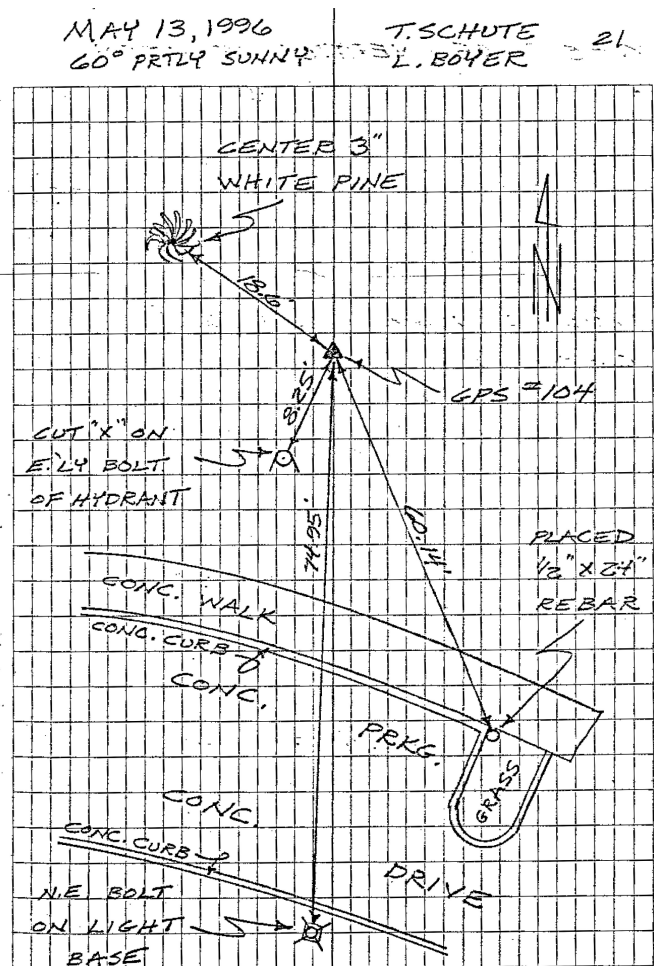 MAY 13, 1996
60° PRTLY SUNNY
T. SCHUTE
L. BOYER
21
CENTER 3"
WHITE PINE
N
18.6'
GPS #104
8.25'
CUT "X" ON
E.'LY BOLT
OF HYDRANT
74.95'
60.14'
PLACED
1/2" X 24"
REBAR
CONC. WALK
CONC. CURB
CONC.
PRKG.
GRASS
CONC.
CONC. CURB
DRIVE
N.E. BOLT
ON LIGHT
BASE